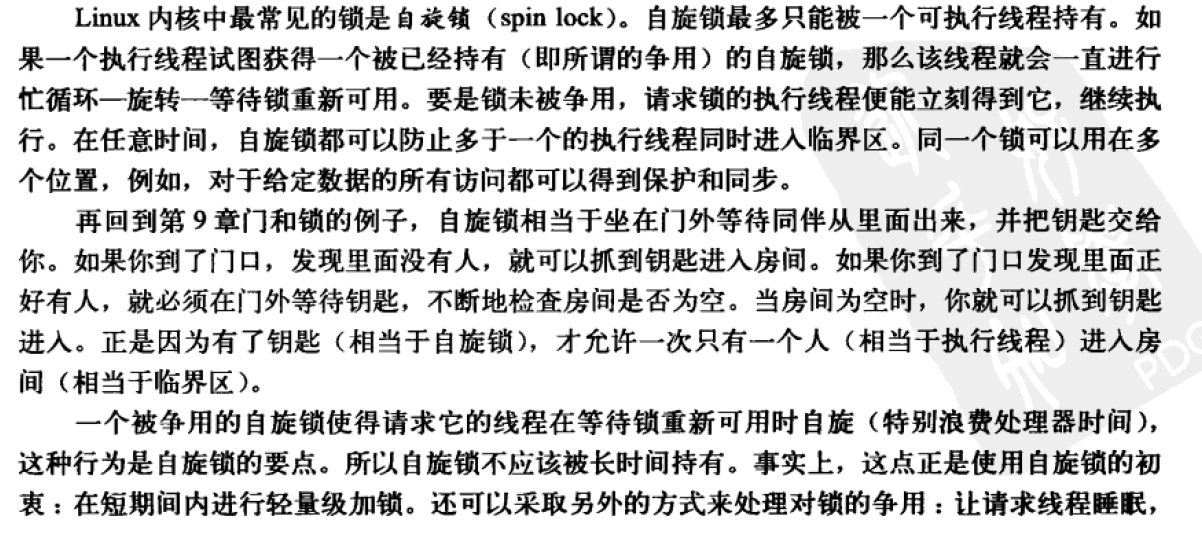 Linux 内核中最常见的锁是自旋锁（spin lock）。自旋锁最多只能被一个可执行线程持有。如
果一个执行线程试图获得一个被已经持有（即所谓的争用）的自旋锁，那么该线程就会一直进行
忙循环—旋转—等待锁重新可用。要是锁未被争用，请求锁的执行线程便能立刻得到它，继续执
行。在任意时间，自旋锁都可以防止多于一个的执行线程同时进入临界区。同一个锁可以用在多
个位置，例如，对于给定数据的所有访问都可以得到保护和同步。
再回到第 9 章门和锁的例子，自旋锁相当于坐在门外等待同伴从里面出来，并把钥匙交给
你。如果你到了门口，发现里面没有人，就可以抓到钥匙进入房间。如果你到了门口发现里面正
好有人，就必须在门外等待钥匙，不断地检查房间是否为空。当房间为空时，你就可以抓到钥匙
进入。正是因为有了钥匙（相当于自旋锁），才允许一次只有一个人（相当于执行线程）进入房
间（相当于临界区）。
一个被争用的自旋锁使得请求它的线程在等待锁重新可用时自旋（特别浪费处理器时间），
这种行为是自旋锁的要点。所以自旋锁不应该被长时间持有。事实上，这点正是使用自旋锁的初
衷：在短期间内进行轻量级加锁。还可以采取另外的方式来处理对锁的争用：让请求线程睡眠，
PDG